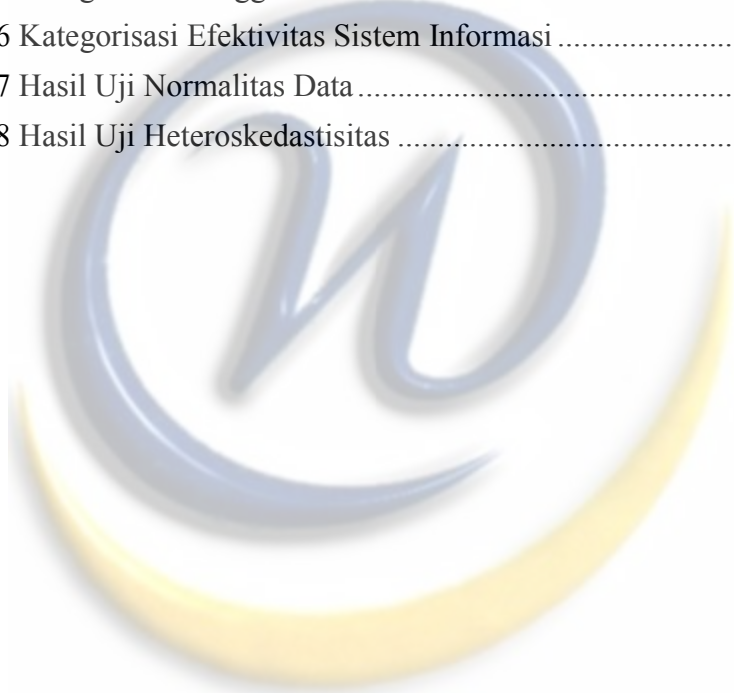 6 Kategorisasi Efektivitas Sistem Informasi ......................
7 Hasil Uji Normalitas Data ...............................................
8 Hasil Uji Heteroskedastisitas ..........................................